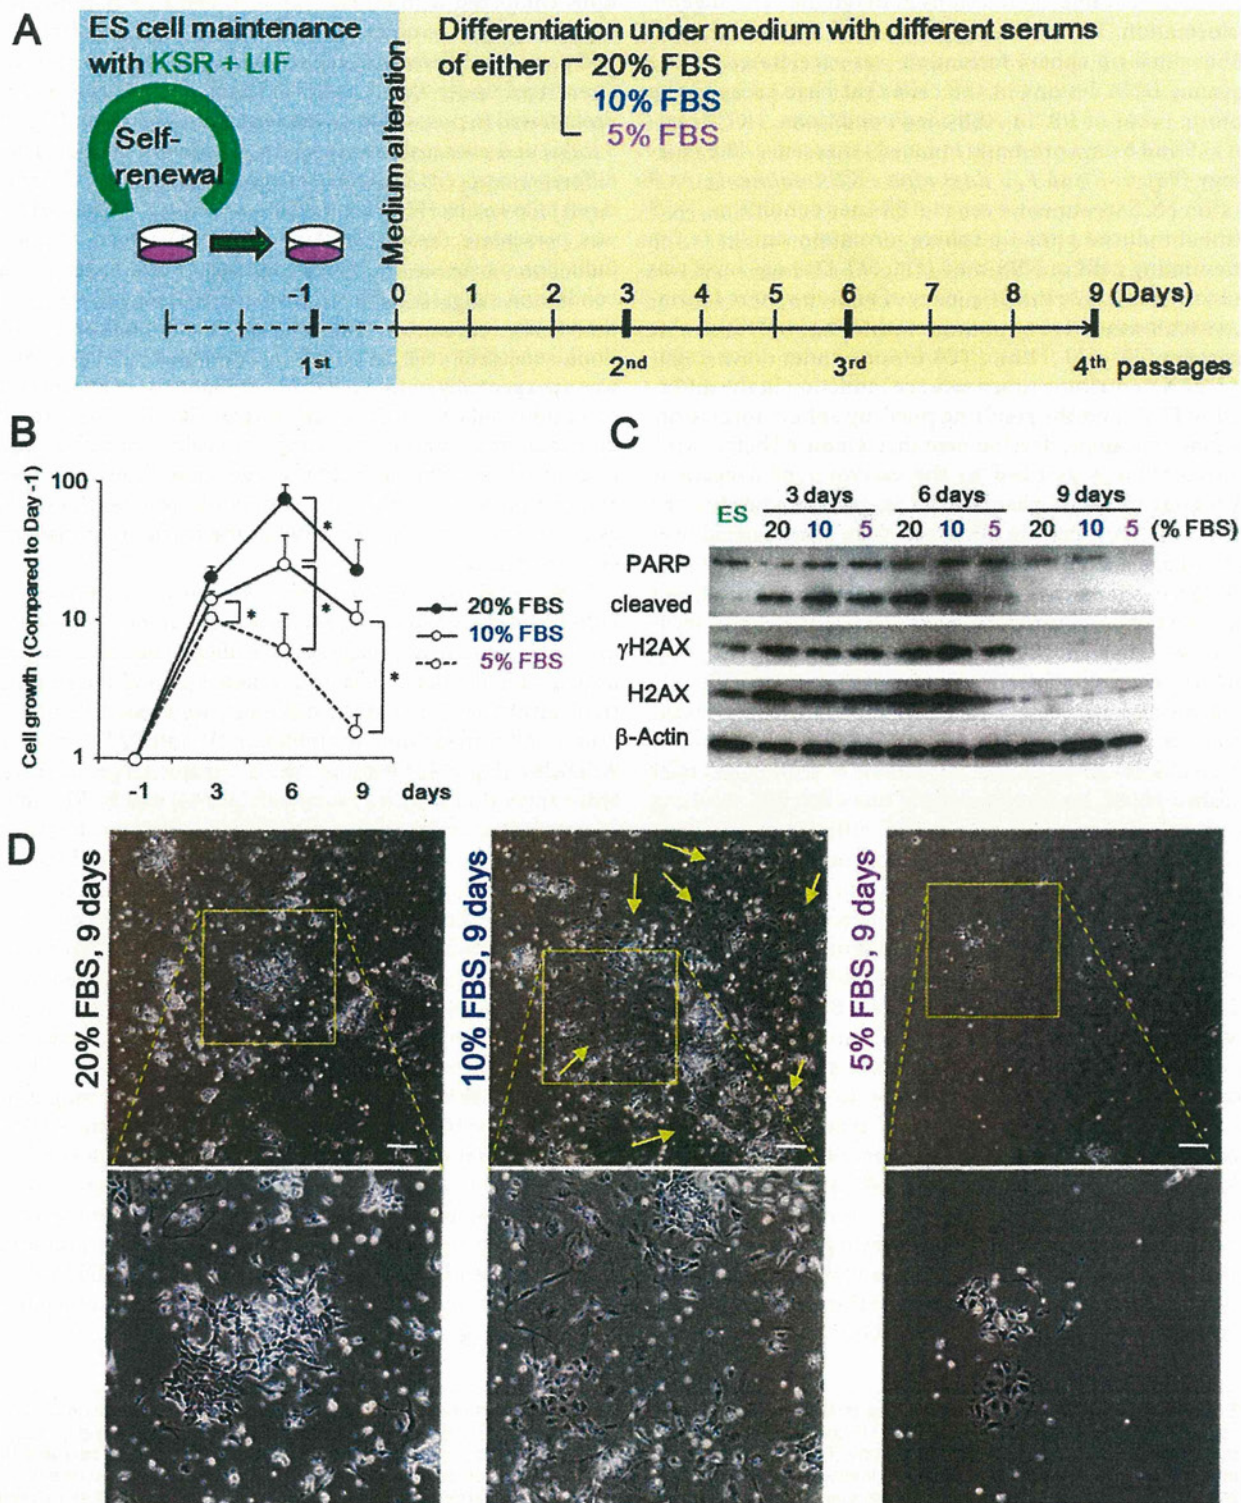 A
ES cell maintenance
with KSR + LIF
Self-
renewal
Medium alteration
Differentiation under medium with different serums
of either
20% FBS
10% FBS
5% FBS
-1 0 1 2 3 4 5 6 7 8 9 (Days)
1st 2nd 3rd 4th passages
B
Cell growth (Compared to Day -1)
100
10
1
-1 3 6 9 days
*
*
*
*
20% FBS
10% FBS
5% FBS
C
3 days 6 days 9 days
ES 20 10 5 20 10 5 20 10 5 (% FBS)
PARP
cleaved
γH2AX
H2AX
β-Actin
D
20% FBS, 9 days
10% FBS, 9 days
5% FBS, 9 days